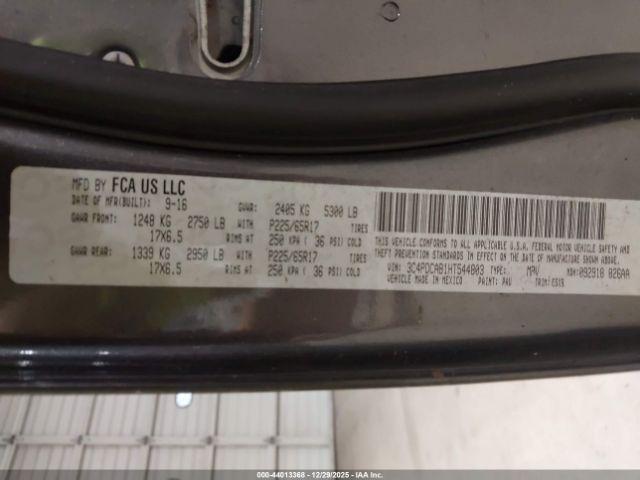 MFD BY FCA US LLC
DATE OF MFR(BUILT): 9-16 GVWR: 2405 KG 5300 LB
GAWR FRONT: 1248 KG 2750 LB WITH P225/65R17 TIRES
17X6.5 RIMS AT 250 KPA ( 36 PSI) COLD
GAWR REAR: 1339 KG 2950 LB WITH P225/65R17 TIRES
17X6.5 RIMS AT 250 KPA ( 36 PSI) COLD
THIS VEHICLE CONFORMS TO ALL APPLICABLE U.S.A. FEDERAL MOTOR VEHICLE SAFETY AND
THEFT PREVENTION STANDARDS IN EFFECT ON THE DATE OF MANUFACTURE SHOWN ABOVE.
VIN: 3C4PDCAB1HT544803 TYPE: MPV MDH: 092918 026AA
VEHICLE MADE IN MEXICO PAINT: PAU TRIM:
000-44013368 • 12/29/2025 • IAA Inc.